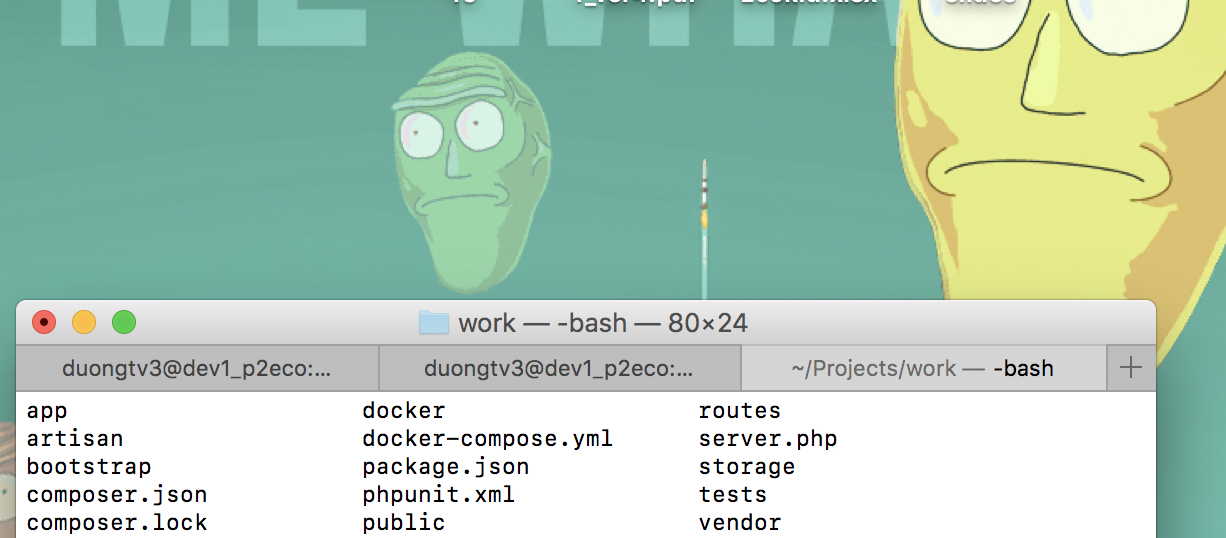 work — -bash — 80×24
duongtv3@dev1_p2eco:... duongtv3@dev1_p2eco:... ~/Projects/work — -bash
app docker routes
artisan docker-compose.yml server.php
bootstrap package.json storage
composer.json phpunit.xml tests
composer.lock public vendor